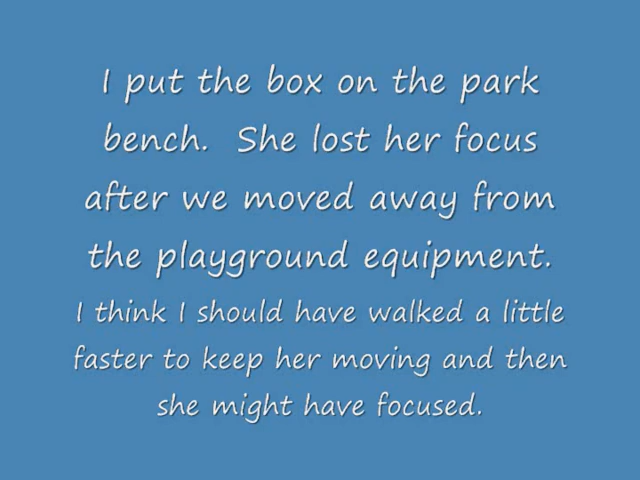 I put the box on the park
bench.  She lost her focus
after we moved away from
the playground equipment.
I think I should have walked a little
faster to keep her moving and then
she might have focused.